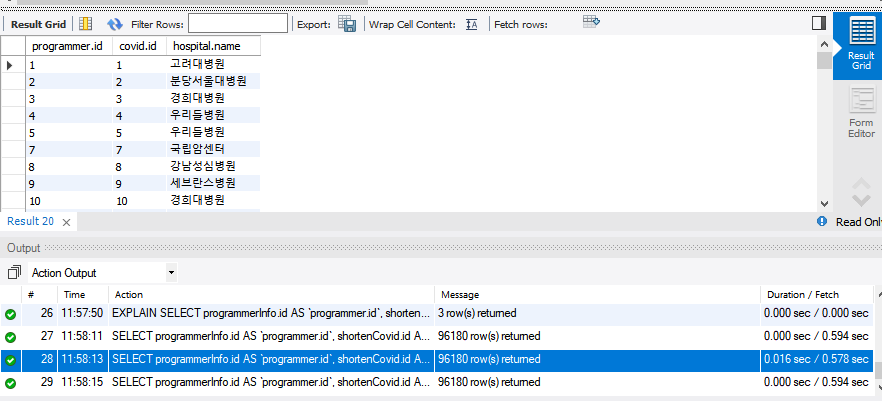 Result Grid Filter Rows: Export: Wrap Cell Content: Fetch rows:
programmer.id covid.id hospital.name
1 1 고려대병원
2 2 분당서울대병원
3 3 경희대병원
4 4 우리들병원
5 5 우리들병원
7 7 국립암센터
8 8 강남성심병원
9 9 세브란스병원
10 10 경희대병원
Result Grid
Form Editor
Result 20 Read Only
Output
Action Output
# Time Action Message Duration / Fetch
26 11:57:50 EXPLAIN SELECT programmerInfo.id AS `programmer.id`, shorten... 3 row(s) returned 0.000 sec / 0.000 sec
27 11:58:11 SELECT programmerInfo.id AS `programmer.id`, shortenCovid.id A... 96180 row(s) returned 0.000 sec / 0.594 sec
28 11:58:13 SELECT programmerInfo.id AS `programmer.id`, shortenCovid.id A... 96180 row(s) returned 0.016 sec / 0.578 sec
29 11:58:15 SELECT programmerInfo.id AS `programmer.id`, shortenCovid.id A... 96180 row(s) returned 0.000 sec / 0.594 sec